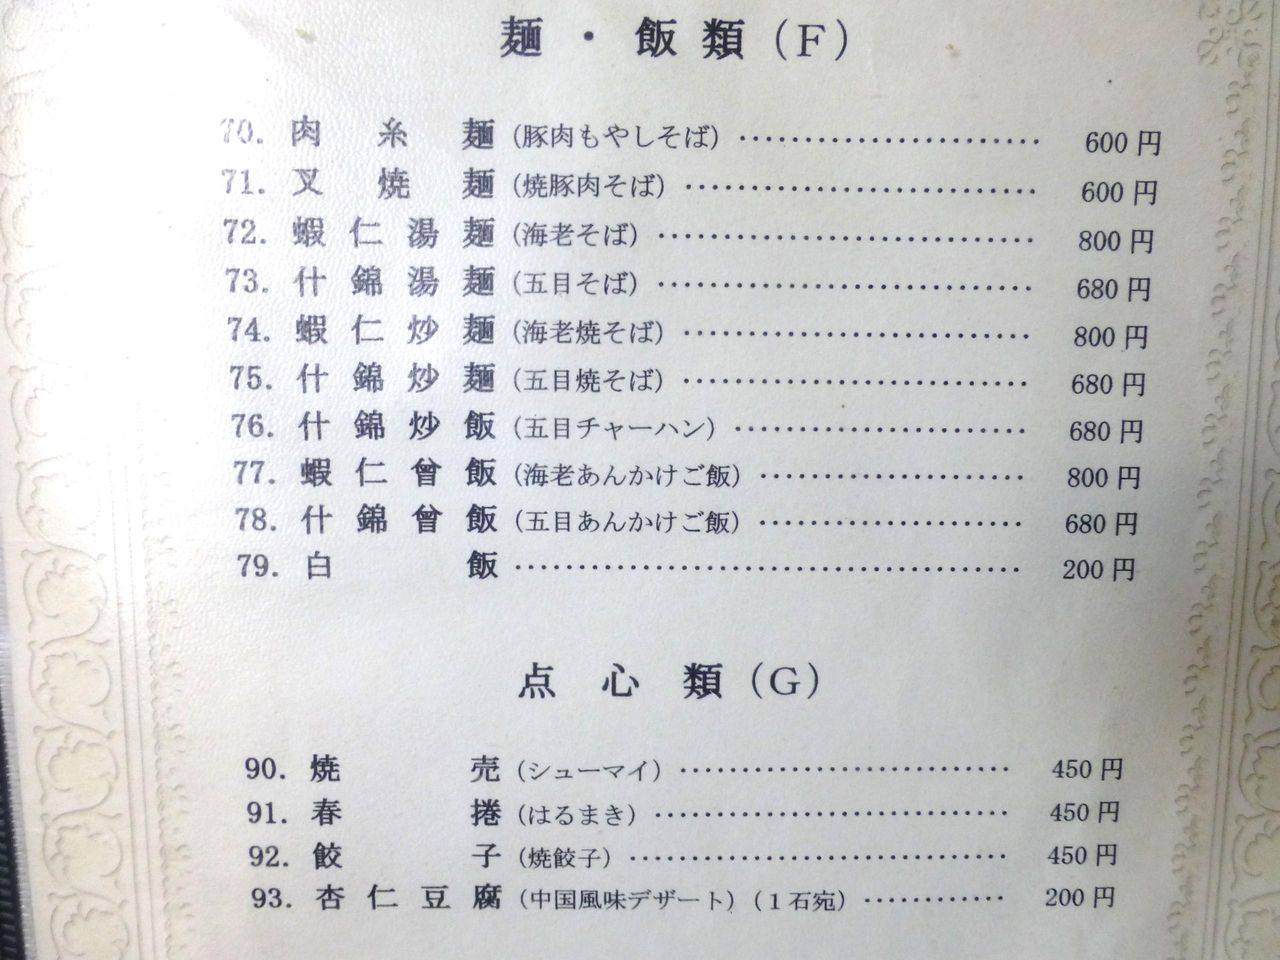 麺・飯類(F)
70. 肉糸麺(豚肉もやしそば)……………………… 600円
71. 叉焼麺(焼豚肉そば)……………………… 600円
72. 蝦仁湯麺(海老そば)……………………… 800円
73. 什錦湯麺(五目そば)……………………… 680円
74. 蝦仁炒麺(海老焼そば)……………………… 800円
75. 什錦炒麺(五目焼そば)……………………… 680円
76. 什錦炒飯(五目チャーハン)……………………… 680円
77. 蝦仁曾飯(海老あんかけご飯)……………………… 800円
78. 什錦曾飯(五目あんかけご飯)……………………… 680円
79. 白飯……………………… 200円
点心類(G)
90. 焼売(シューマイ)……………………… 450円
91. 春捲(はるまき)……………………… 450円
92. 餃子(焼餃子)……………………… 450円
93. 杏仁豆腐(中国風味デザート)(1石宛)………… 200円